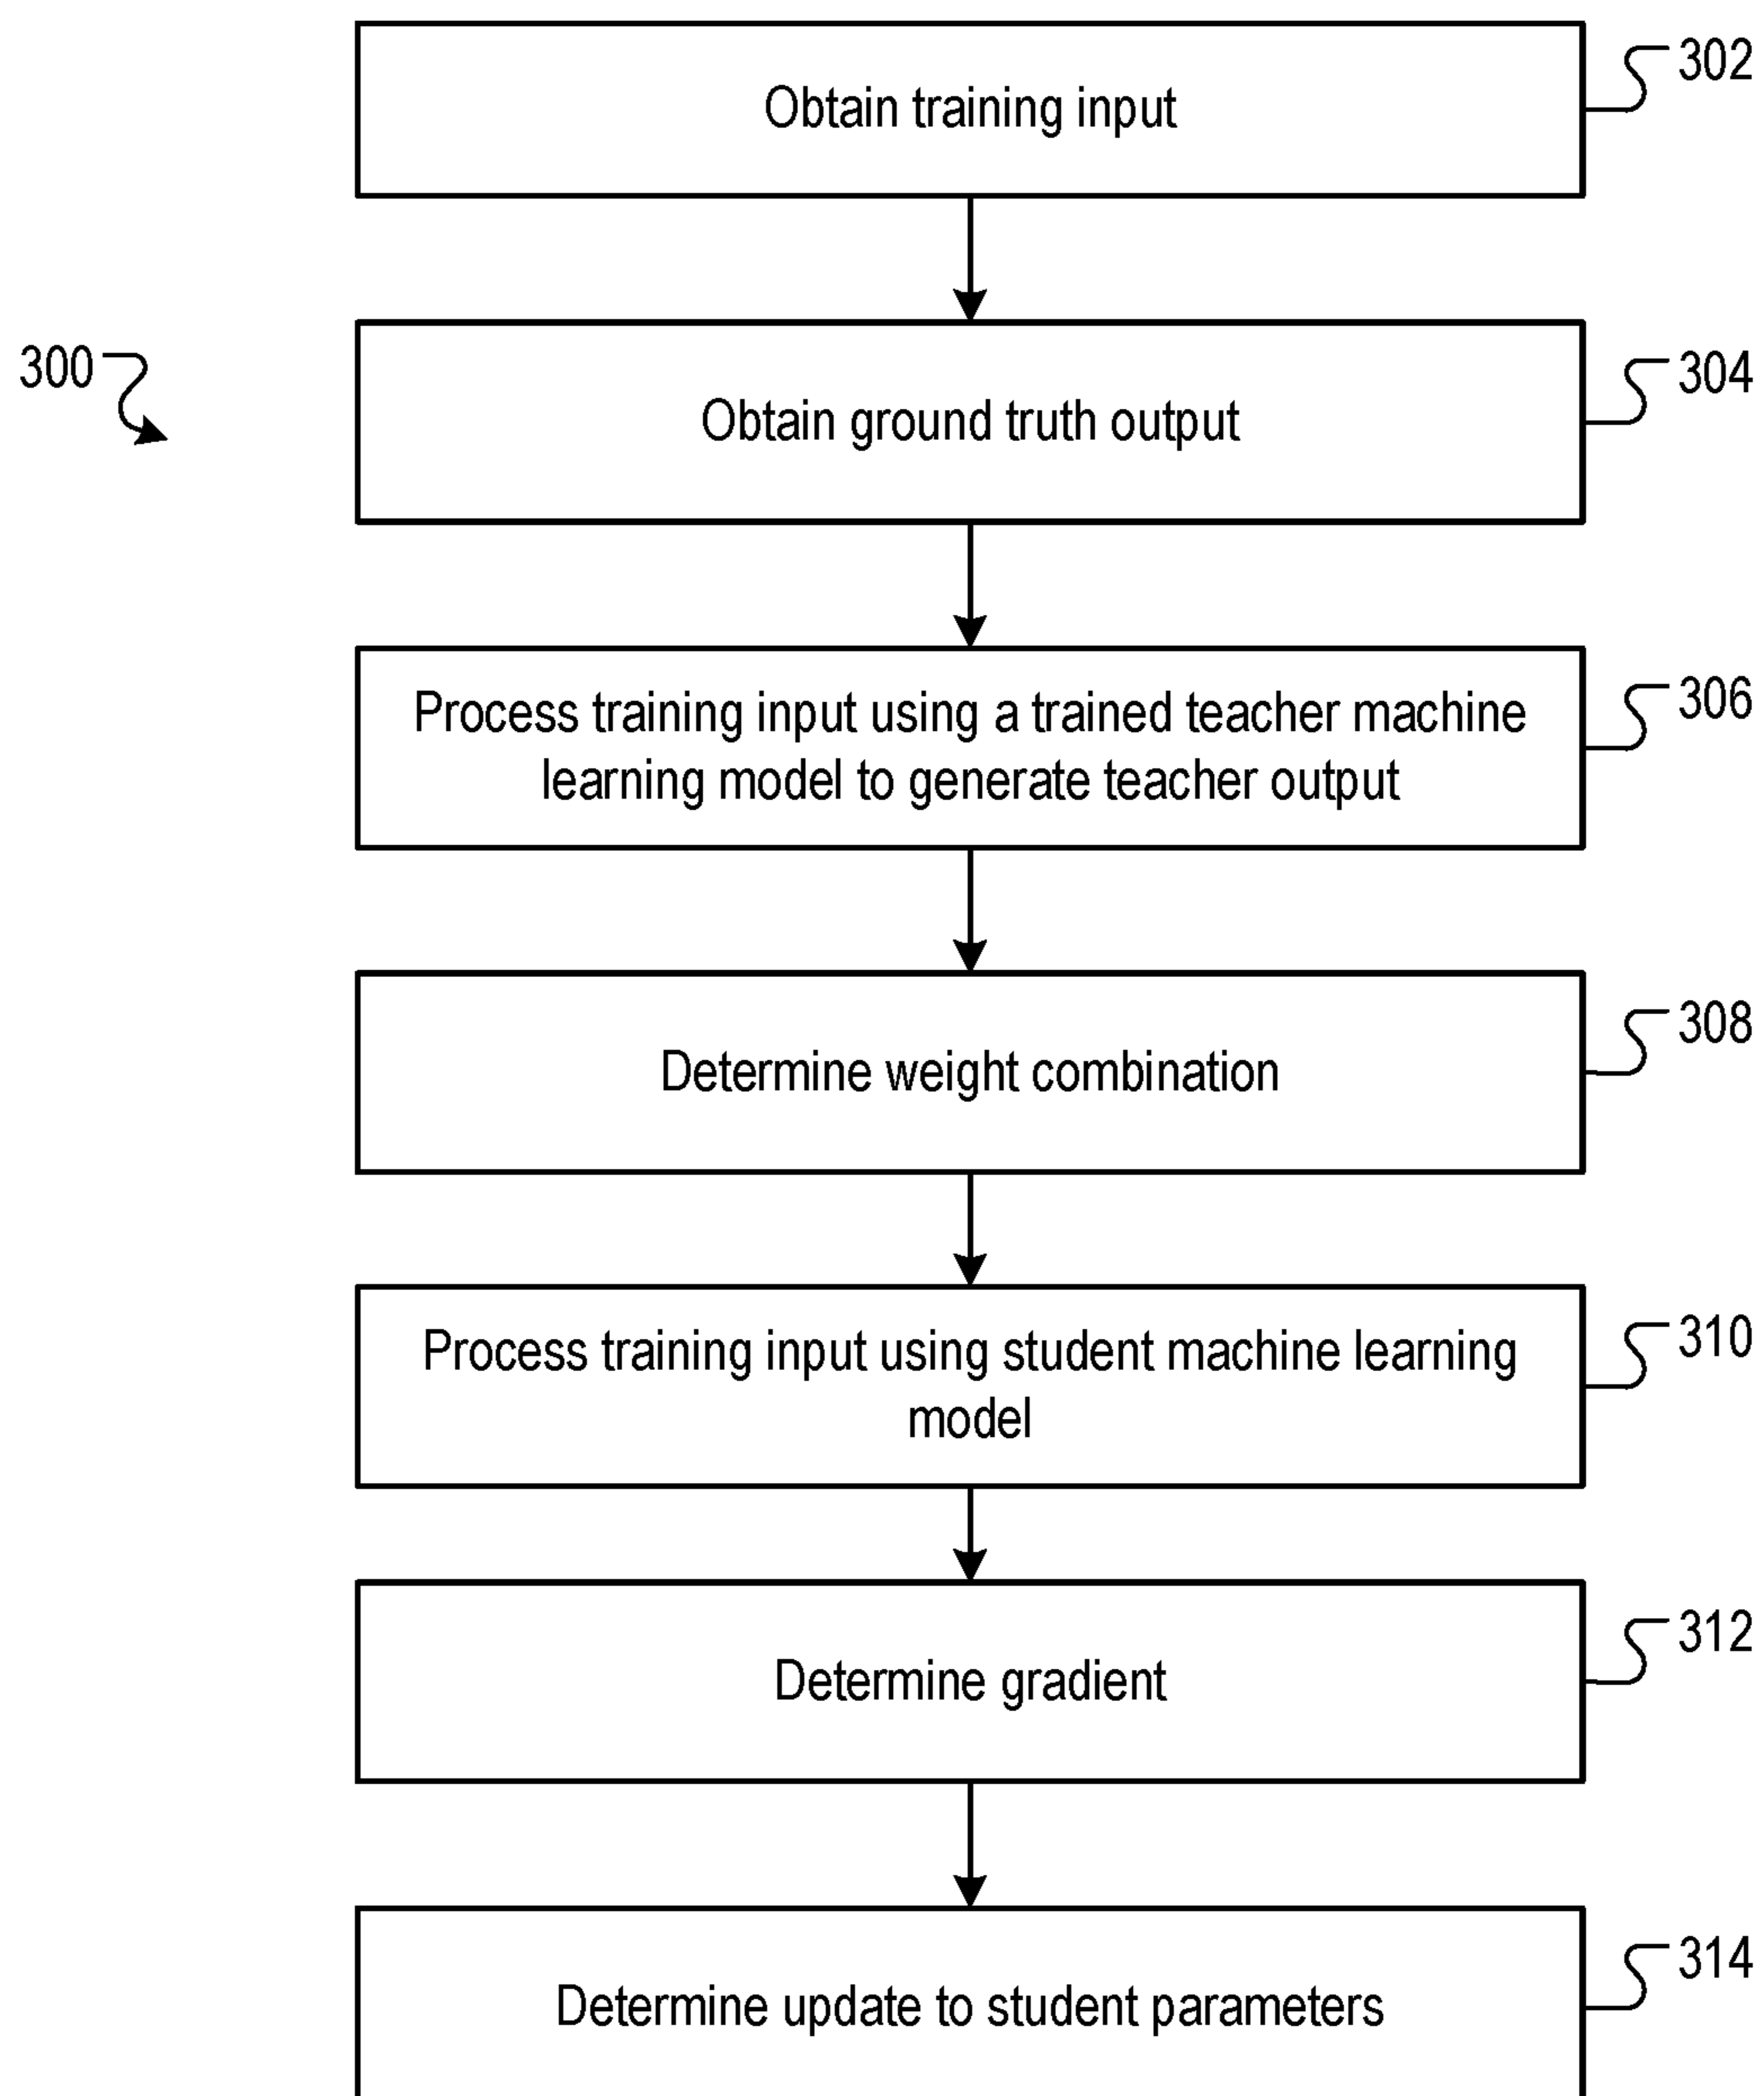 Obtain training input
302
300
Obtain ground truth output
304
Process training input using a trained teacher machine
learning model to generate teacher output
306
Determine weight combination
308
Process training input using student machine learning
model
310
Determine gradient
312
Determine update to student parameters
314